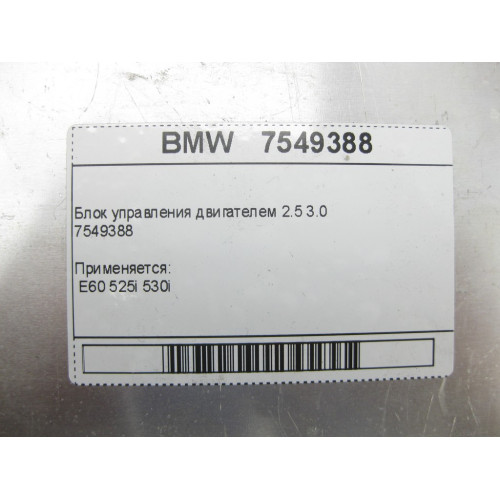 BMW 7549388
Блок управления двигателем 2.5 3.0
7549388
Применяется:
E60 525i 530i